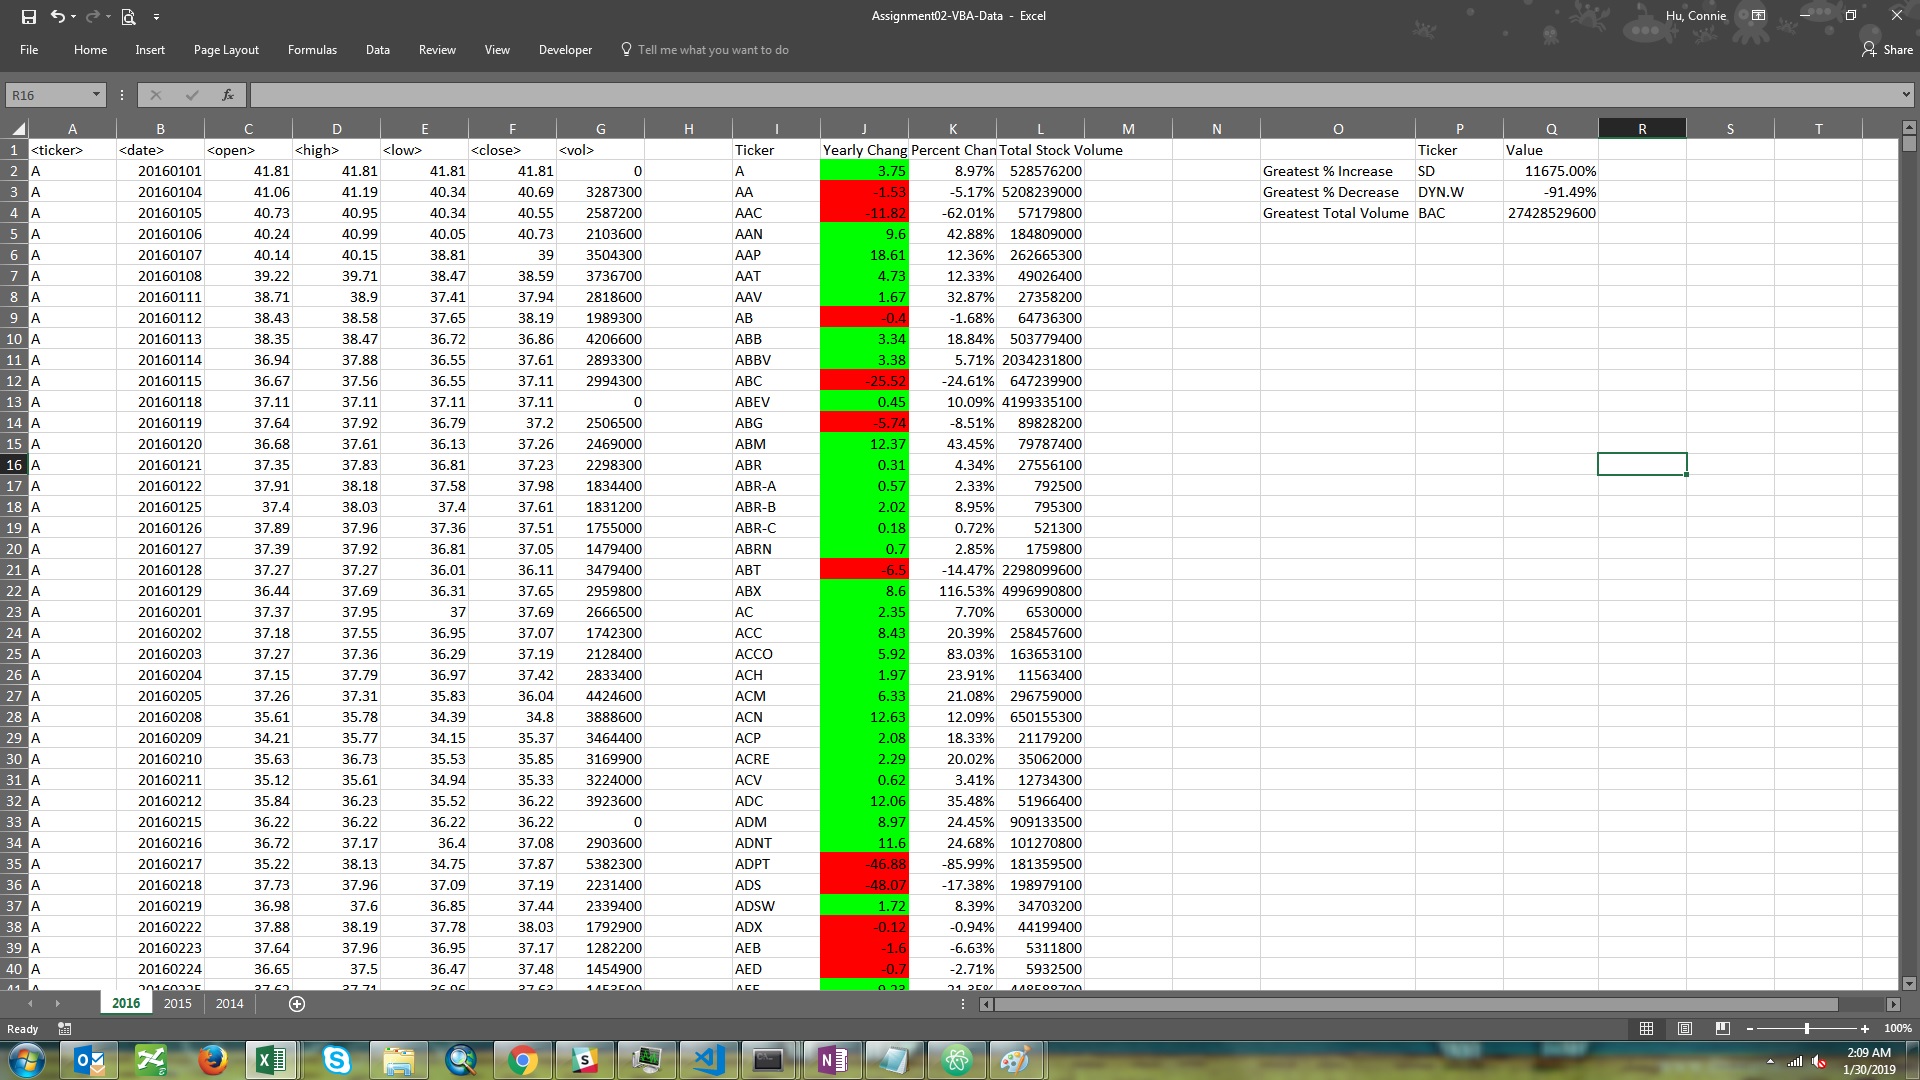 Assignment02-VBA-Data - Excel
Hu, Connie
File Home Insert Page Layout Formulas Data Review View Developer Tell me what you want to do Share
R16 fx
A B C D E F G H I J K L M N O P Q R S T
1 <ticker> <date> <open> <high> <low> <close> <vol> Ticker Yearly Chang Percent Chan Total Stock Volume Ticker Value
2 A 20160101 41.81 41.81 41.81 41.81 0 A 3.75 8.97% 528576200 Greatest % Increase SD 11675.00%
3 A 20160104 41.06 41.19 40.34 40.69 3287300 AA -1.53 -5.17% 5208239000 Greatest % Decrease DYN.W -91.49%
4 A 20160105 40.73 40.95 40.34 40.55 2587200 AAC -11.82 -62.01% 57179800 Greatest Total Volume BAC 27428529600
5 A 20160106 40.24 40.99 40.05 40.73 2103600 AAN 9.6 42.88% 184809000
6 A 20160107 40.14 40.15 38.81 39 3504300 AAP 18.61 12.36% 262665300
7 A 20160108 39.22 39.71 38.47 38.59 3736700 AAT 4.73 12.33% 49026400
8 A 20160111 38.71 38.9 37.41 37.94 2818600 AAV 1.67 32.87% 27358200
9 A 20160112 38.43 38.58 37.65 38.19 1989300 AB -0.4 -1.68% 64736300
10 A 20160113 38.35 38.47 36.72 36.86 4206600 ABB 3.34 18.84% 503779400
11 A 20160114 36.94 37.88 36.55 37.61 2893300 ABBV 3.38 5.71% 2034231800
12 A 20160115 36.67 37.56 36.55 37.11 2994300 ABC -25.52 -24.61% 647239900
13 A 20160118 37.11 37.11 37.11 37.11 0 ABEV 0.45 10.09% 4199335100
14 A 20160119 37.64 37.92 36.79 37.2 2506500 ABG -5.74 -8.51% 89828200
15 A 20160120 36.68 37.61 36.13 37.26 2469000 ABM 12.37 43.45% 79787400
16 A 20160121 37.35 37.83 36.81 37.23 2298300 ABR 0.31 4.34% 27556100
17 A 20160122 37.91 38.18 37.58 37.98 1834400 ABR-A 0.57 2.33% 792500
18 A 20160125 37.4 38.03 37.4 37.61 1831200 ABR-B 2.02 8.95% 795300
19 A 20160126 37.89 37.96 37.36 37.51 1755000 ABR-C 0.18 0.72% 521300
20 A 20160127 37.39 37.92 36.81 37.05 1479400 ABRN 0.7 2.85% 1759800
21 A 20160128 37.27 37.27 36.01 36.11 3479400 ABT -6.5 -14.47% 2298099600
22 A 20160129 36.44 37.69 36.31 37.65 2959800 ABX 8.6 116.53% 4996990800
23 A 20160201 37.37 37.95 37 37.69 2666500 AC 2.35 7.70% 6530000
24 A 20160202 37.18 37.55 36.95 37.07 1742300 ACC 8.43 20.39% 258457600
25 A 20160203 37.27 37.36 36.29 37.19 2128400 ACCO 5.92 83.03% 163653100
26 A 20160204 37.15 37.79 36.97 37.42 2833400 ACH 1.97 23.91% 11563400
27 A 20160205 37.26 37.31 35.83 36.04 4424600 ACM 6.33 21.08% 296759000
28 A 20160208 35.61 35.78 34.39 34.8 3888600 ACN 12.63 12.09% 650155300
29 A 20160209 34.21 35.77 34.15 35.37 3464400 ACP 2.08 18.33% 21179200
30 A 20160210 35.63 36.73 35.53 35.85 3169900 ACRE 2.29 20.02% 35062000
31 A 20160211 35.12 35.61 34.94 35.33 3224000 ACV 0.62 3.41% 12734300
32 A 20160212 35.84 36.23 35.52 36.22 3923600 ADC 12.06 35.48% 51966400
33 A 20160215 36.22 36.22 36.22 36.22 0 ADM 8.97 24.45% 909133500
34 A 20160216 36.72 37.17 36.4 37.08 2903600 ADNT 11.6 24.68% 101270800
35 A 20160217 35.22 38.13 34.75 37.87 5382300 ADPT -46.88 -85.99% 181359500
36 A 20160218 37.73 37.96 37.09 37.19 2231400 ADS -48.07 -17.38% 198979100
37 A 20160219 36.98 37.6 36.85 37.44 2339400 ADSW 1.72 8.39% 34703200
38 A 20160222 37.88 38.19 37.78 38.03 1792900 ADX -0.12 -0.94% 44199400
39 A 20160223 37.64 37.96 36.95 37.17 1282200 AEB -1.6 -6.63% 5311800
40 A 20160224 36.65 37.5 36.47 37.48 1454900 AED -0.7 -2.71% 5932500
2016 2015 2014
Ready 100%
2:09 AM
1/30/2019